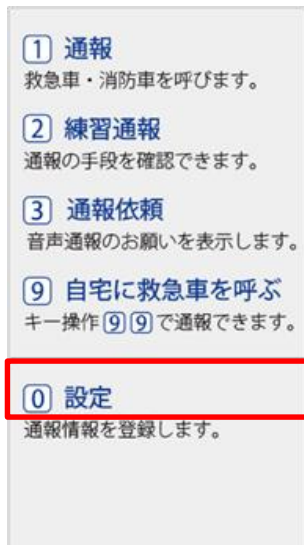 1 通報
救急車・消防車を呼びます。
2 練習通報
通報の手段を確認できます。
3 通報依頼
音声通報のお願いを表示します。
9 自宅に救急車を呼ぶ
キー操作99で通報できます。
0 設定
通報情報を登録します。